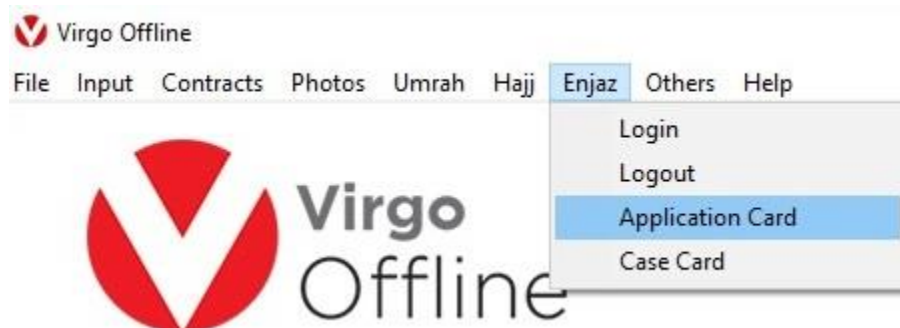 Virgo Offline
File Input Contracts Photos Umrah Hajj Enjaz Others Help
Login
Logout
Application Card
Case Card
Virgo
Offline